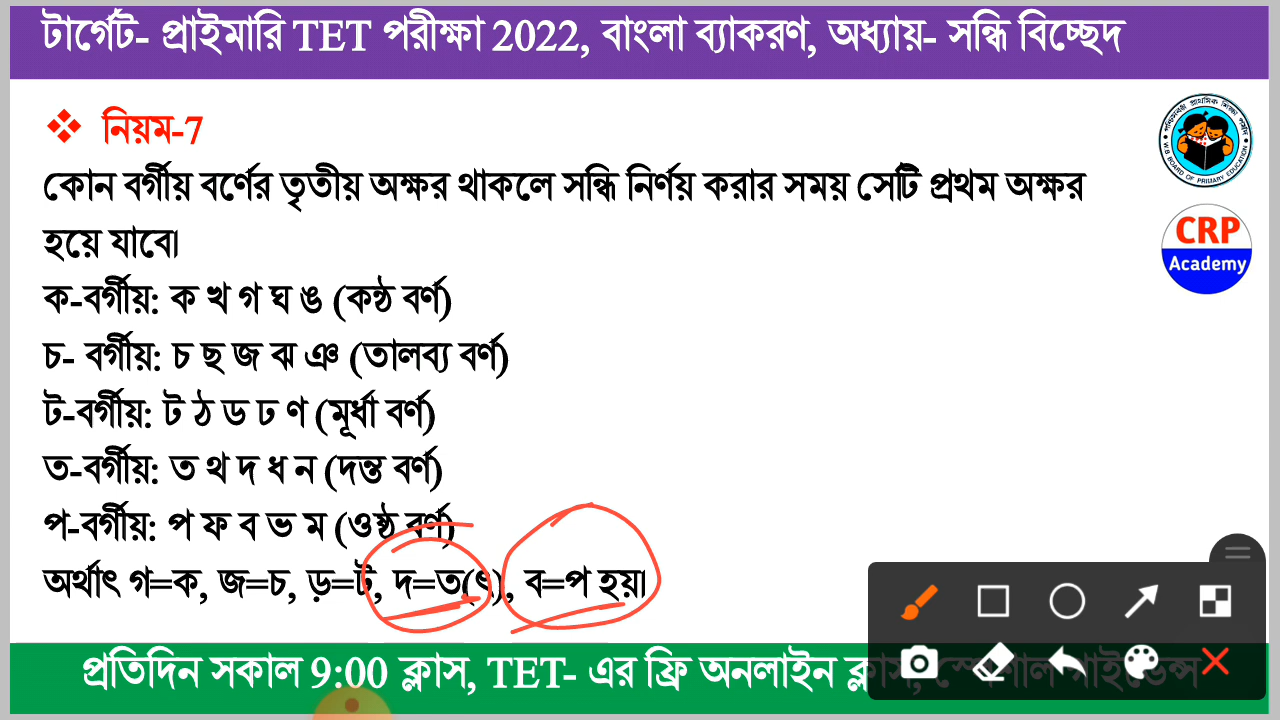 টার্গেট- প্রাইমারি TET পরীক্ষা 2022, বাংলা ব্যাকরণ, অধ্যায়- সন্ধি বিচ্ছেদ
❖ নিয়ম-7
কোন বর্গীয় বর্ণের তৃতীয় অক্ষর থাকলে সন্ধি নির্ণয় করার সময় সেটি প্রথম অক্ষর
হয়ে যাবে।
ক-বর্গীয়: ক খ গ ঘ ঙ (কন্ঠ বর্ণ)
চ- বর্গীয়: চ ছ জ ঝ ঞ (তালব্য বর্ণ)
ট-বর্গীয়: ট ঠ ড ঢ ণ (মূর্ধা বর্ণ)
ত-বর্গীয়: ত থ দ ধ ন (দন্ত বর্ণ)
প-বর্গীয়: প ফ ব ভ ম (ওষ্ঠ বর্ণ)
অর্থাৎ গ=ক, জ=চ, ড়=ট, দ=ত(ৎ), ব=প হয়।
CRP
Academy
প্রতিদিন সকাল 9:00 ক্লাস, TET- এর ফ্রি অনলাইন ক্লাস,